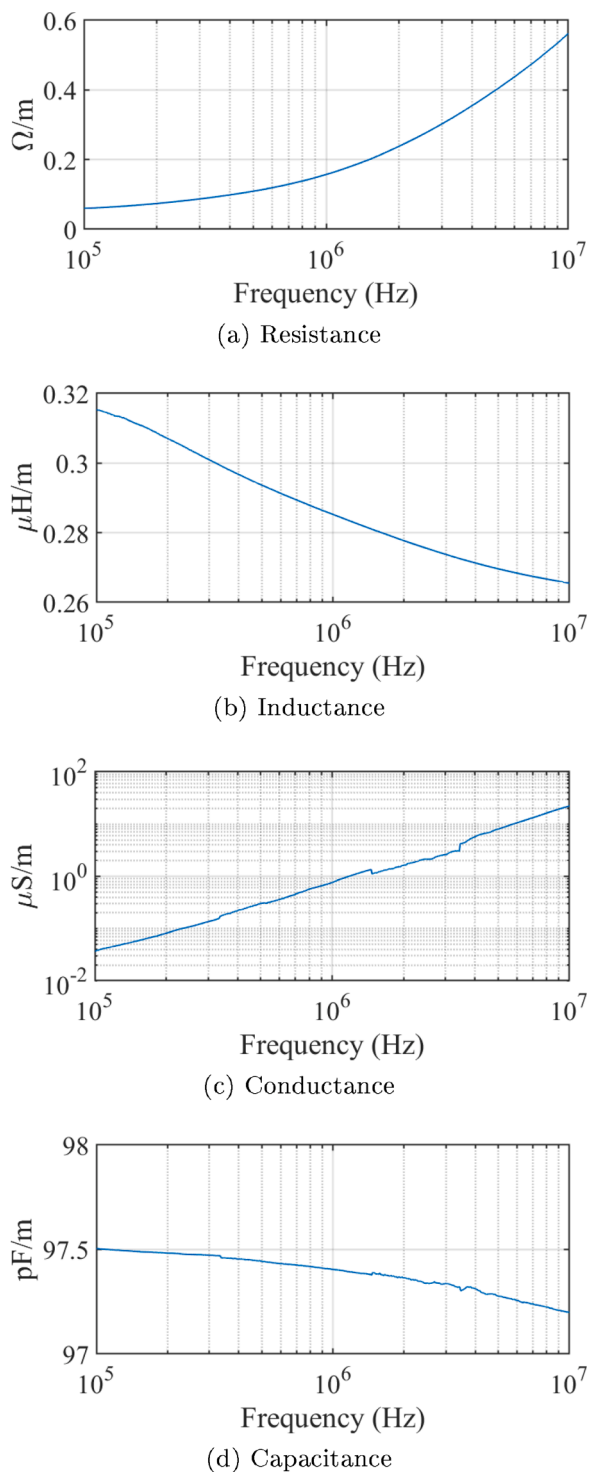 0.6
0.4
0.2
0
Ω/m
10^5
10^6
10^7
Frequency (Hz)
(a) Resistance
0.32
0.3
0.28
0.26
μH/m
10^5
10^6
10^7
Frequency (Hz)
(b) Inductance
10^2
10^0
10^-2
μS/m
10^5
10^6
10^7
Frequency (Hz)
(c) Conductance
98
97.5
97
pF/m
10^5
10^6
10^7
Frequency (Hz)
(d) Capacitance